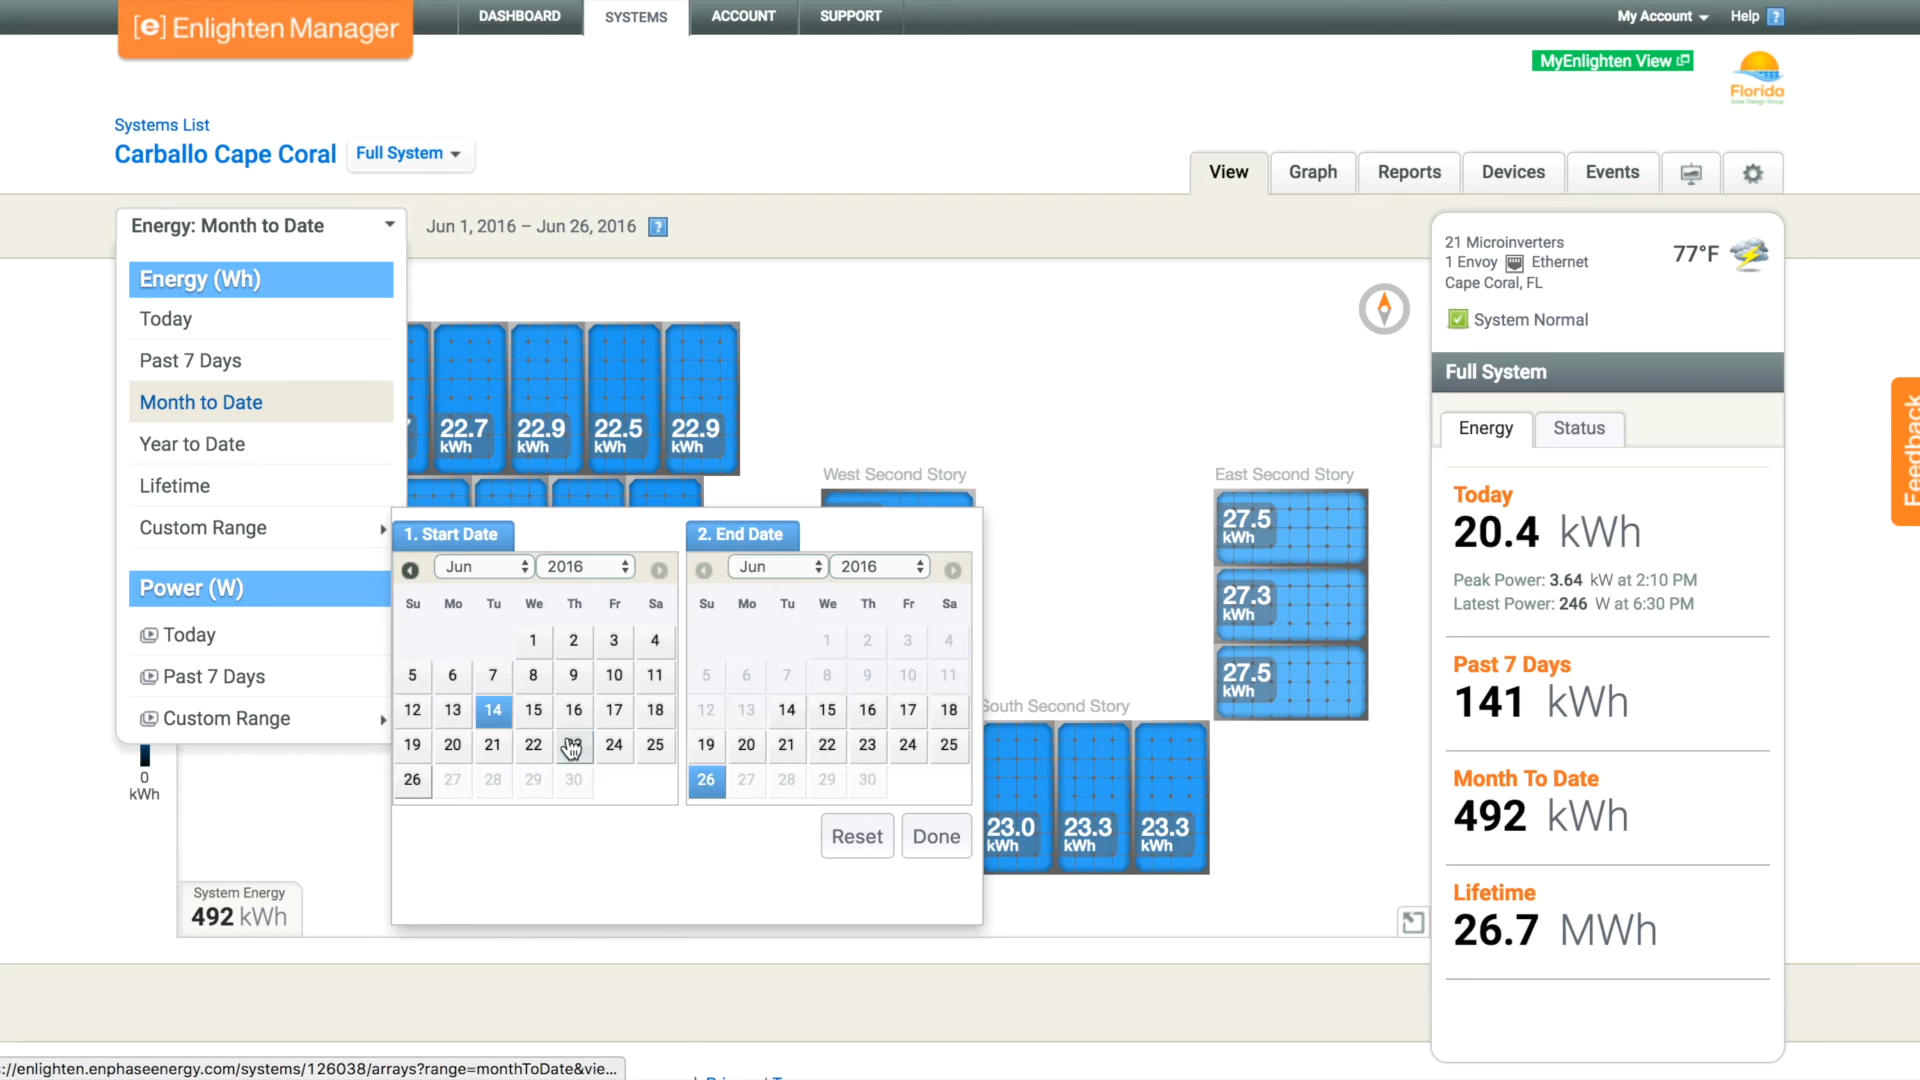 [e] Enlighten Manager
DASHBOARD
SYSTEMS
ACCOUNT
SUPPORT
My Account
Help ?
MyEnlighten View
Florida
Solar Design Group
Systems List
Carballo Cape Coral
Full System
View
Graph
Reports
Devices
Events
Energy: Month to Date
Jun 1, 2016 – Jun 26, 2016 ?
Energy (Wh)
Today
Past 7 Days
Month to Date
Year to Date
Lifetime
Custom Range
Power (W)
Today
Past 7 Days
Custom Range
0
kWh
System Energy
492 kWh
22.7
kWh
22.9
kWh
22.5
kWh
22.9
kWh
West Second Story
East Second Story
27.5
kWh
27.3
kWh
27.5
kWh
South Second Story
23.0
kWh
23.3
kWh
23.3
kWh
1. Start Date
Jun
2016
Su Mo Tu We Th Fr Sa
1 2 3 4
5 6 7 8 9 10 11
12 13 14 15 16 17 18
19 20 21 22 24 25
26 27 28 29 30
2. End Date
Jun
2016
Su Mo Tu We Th Fr Sa
1 2 3 4
5 6 7 8 9 10 11
12 13 14 15 16 17 18
19 20 21 22 23 24 25
26 27 28 29 30
Reset
Done
21 Microinverters
1 Envoy Ethernet
Cape Coral, FL
77°F
System Normal
Full System
Energy
Status
Today
20.4 kWh
Peak Power: 3.64 kW at 2:10 PM
Latest Power: 246 W at 6:30 PM
Past 7 Days
141 kWh
Month To Date
492 kWh
Lifetime
26.7 MWh
Feedback
://enlighten.enphaseenergy.com/systems/126038/arrays?range=monthToDate&vie...